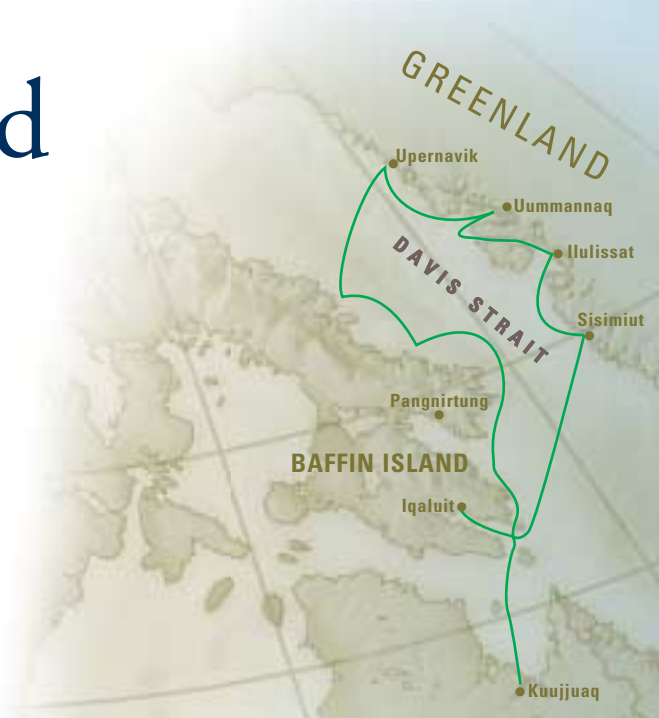 d
GREENLAND
Upernavik
Uummannaq
Ilulissat
DAVIS STRAIT
Sisimiut
Pangnirtung
BAFFIN ISLAND
Iqaluit
Kuujjuaq